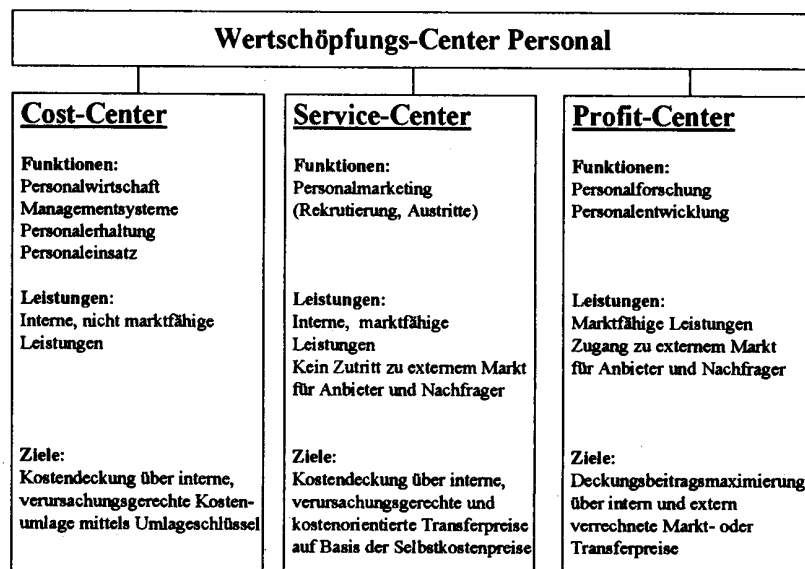 Wertschöpfungs-Center Personal
Cost-Center
Funktionen:
Personalwirtschaft
Managementsysteme
Personalerhaltung
Personaleinsatz
Leistungen:
Interne, nicht marktfähige
Leistungen
Ziele:
Kostendeckung über interne,
verursachungsgerechte Kosten-
umlage mittels Umlageschlüssel
Service-Center
Funktionen:
Personalmarketing
(Rekrutierung, Austritte)
Leistungen:
Interne, marktfähige
Leistungen
Kein Zutritt zu externem Markt
für Anbieter und Nachfrager
Ziele:
Kostendeckung über interne,
verursachungsgerechte und
kostenorientierte Transferpreise
auf Basis der Selbstkostenpreise
Profit-Center
Funktionen:
Personalforschung
Personalentwicklung
Leistungen:
Marktfähige Leistungen
Zugang zu externem Markt
für Anbieter und Nachfrager
Ziele:
Deckungsbeitragsmaximierung
über intern und extern
verrechnete Markt- oder
Transferpreise